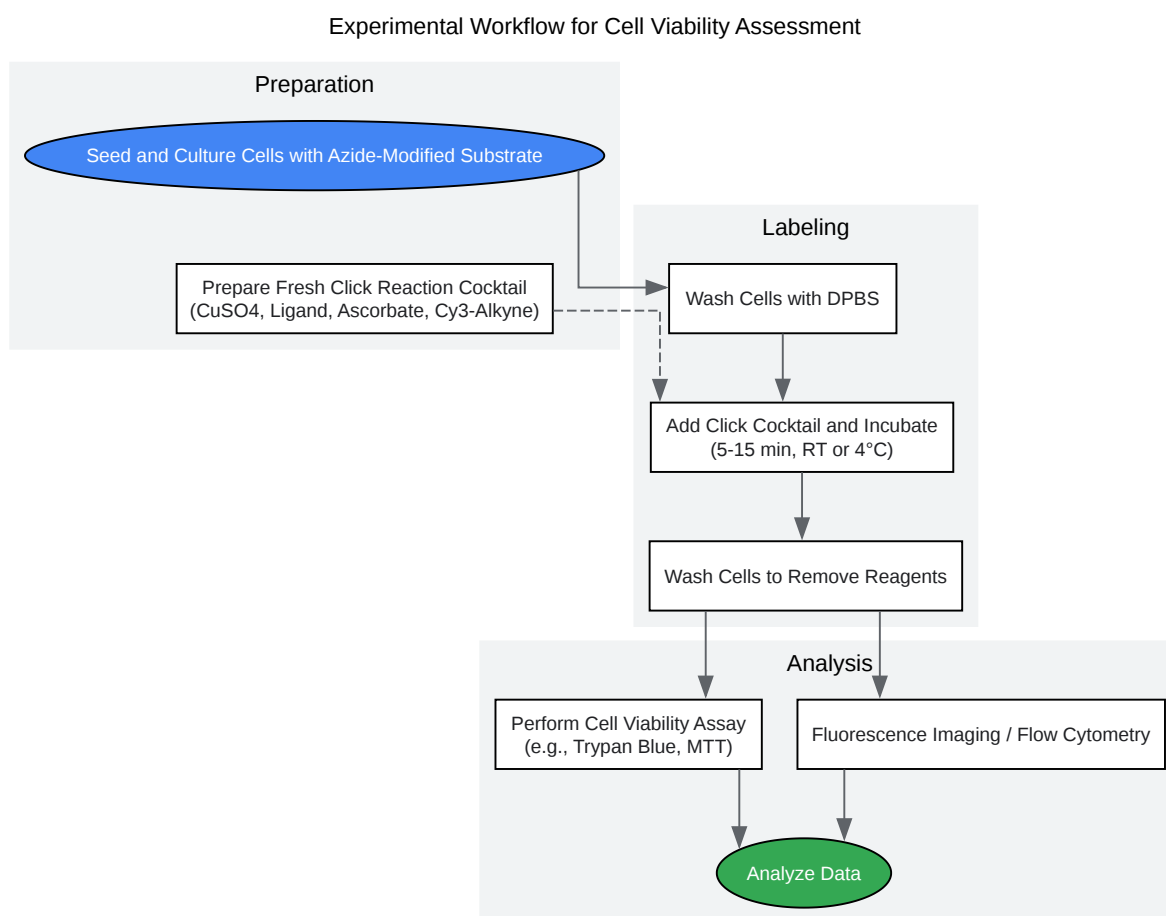 Experimental Workflow for Cell Viability Assessment
Preparation
Seed and Culture Cells with Azide-Modified Substrate
Prepare Fresh Click Reaction Cocktail
(CuSO4, Ligand, Ascorbate, Cy3-Alkyne)
Labeling
Wash Cells with DPBS
Add Click Cocktail and Incubate
(5-15 min, RT or 4°C)
Wash Cells to Remove Reagents
Analysis
Perform Cell Viability Assay
(e.g., Trypan Blue, MTT)
Fluorescence Imaging / Flow Cytometry
Analyze Data